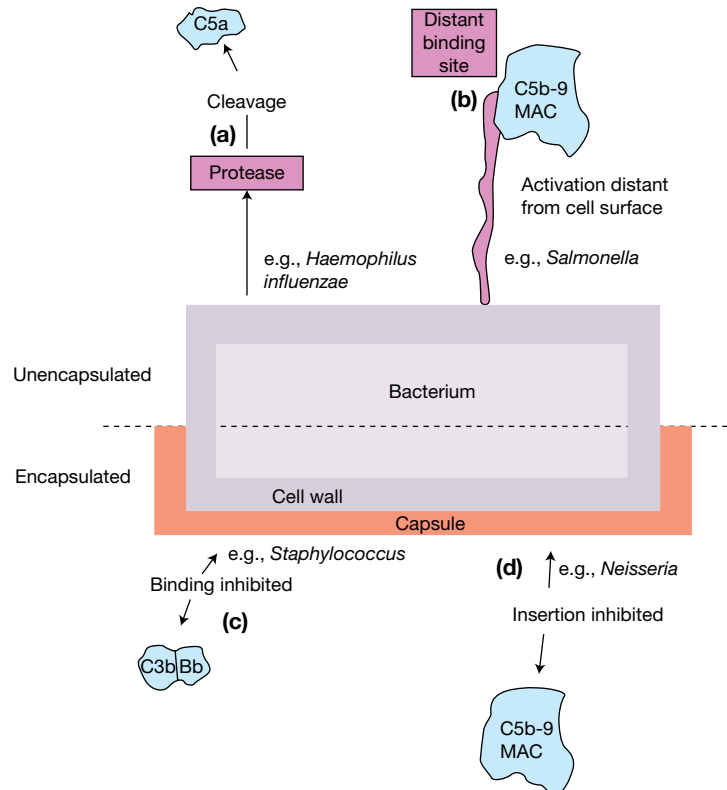 C5a
Cleavage
(a)
Protease
e.g., Haemophilus
influenzae
Distant
binding
site
(b)
C5b-9
MAC
Activation distant
from cell surface
e.g., Salmonella
Unencapsulated
Bacterium
Encapsulated
Cell wall
Capsule
e.g., Staphylococcus
Binding inhibited
(c)
C3b Bb
(d)
e.g., Neisseria
Insertion inhibited
C5b-9
MAC